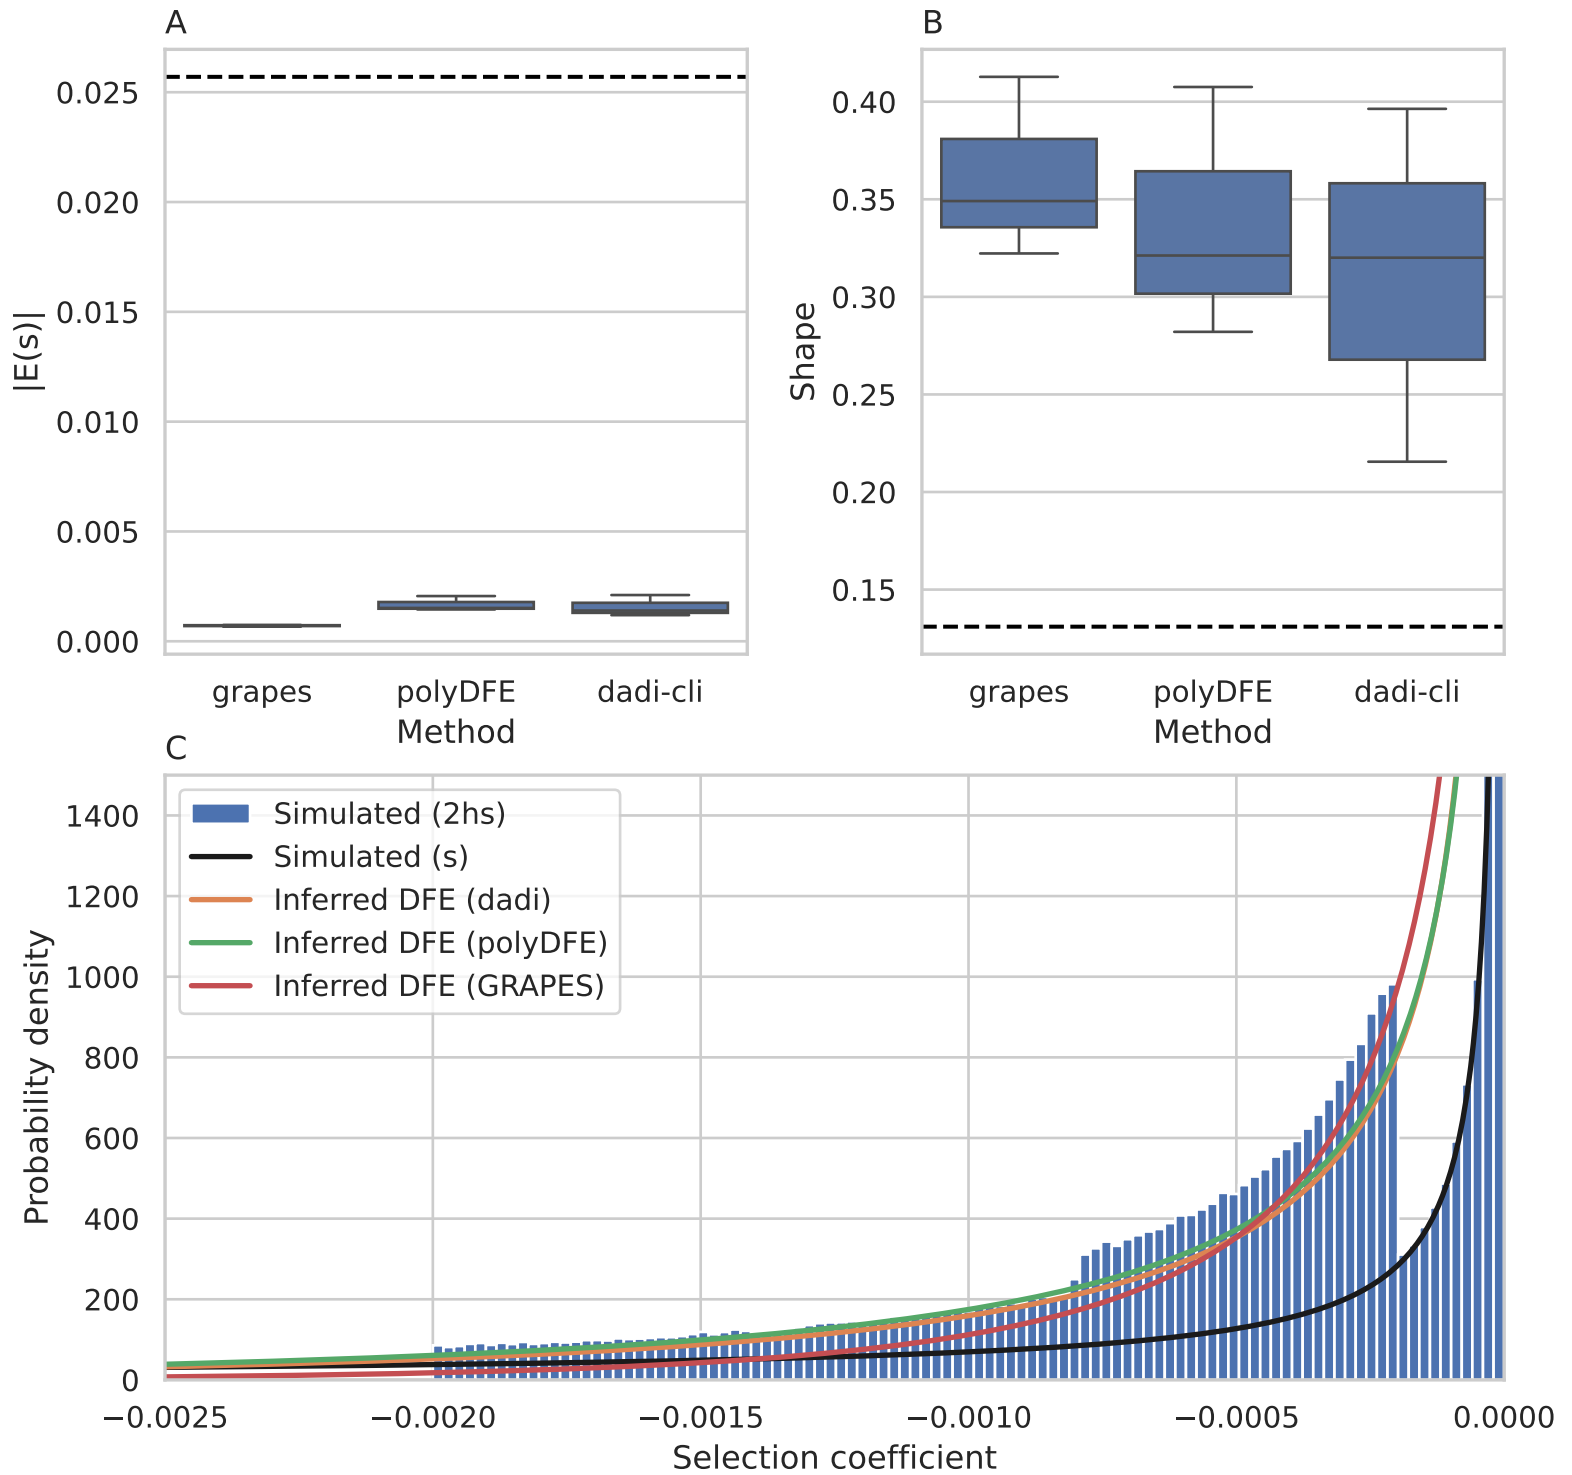 A
|E(s)|
0.025
0.020
0.015
0.010
0.005
0.000
grapes polyDFE dadi-cli
Method
B
Shape
0.40
0.35
0.30
0.25
0.20
0.15
grapes polyDFE dadi-cli
Method
C
Probability density
1400
1200
1000
800
600
400
200
0
Simulated (2hs)
Simulated (s)
Inferred DFE (dadi)
Inferred DFE (polyDFE)
Inferred DFE (GRAPES)
−0.0025 −0.0020 −0.0015 −0.0010 −0.0005 0.0000
Selection coefficient